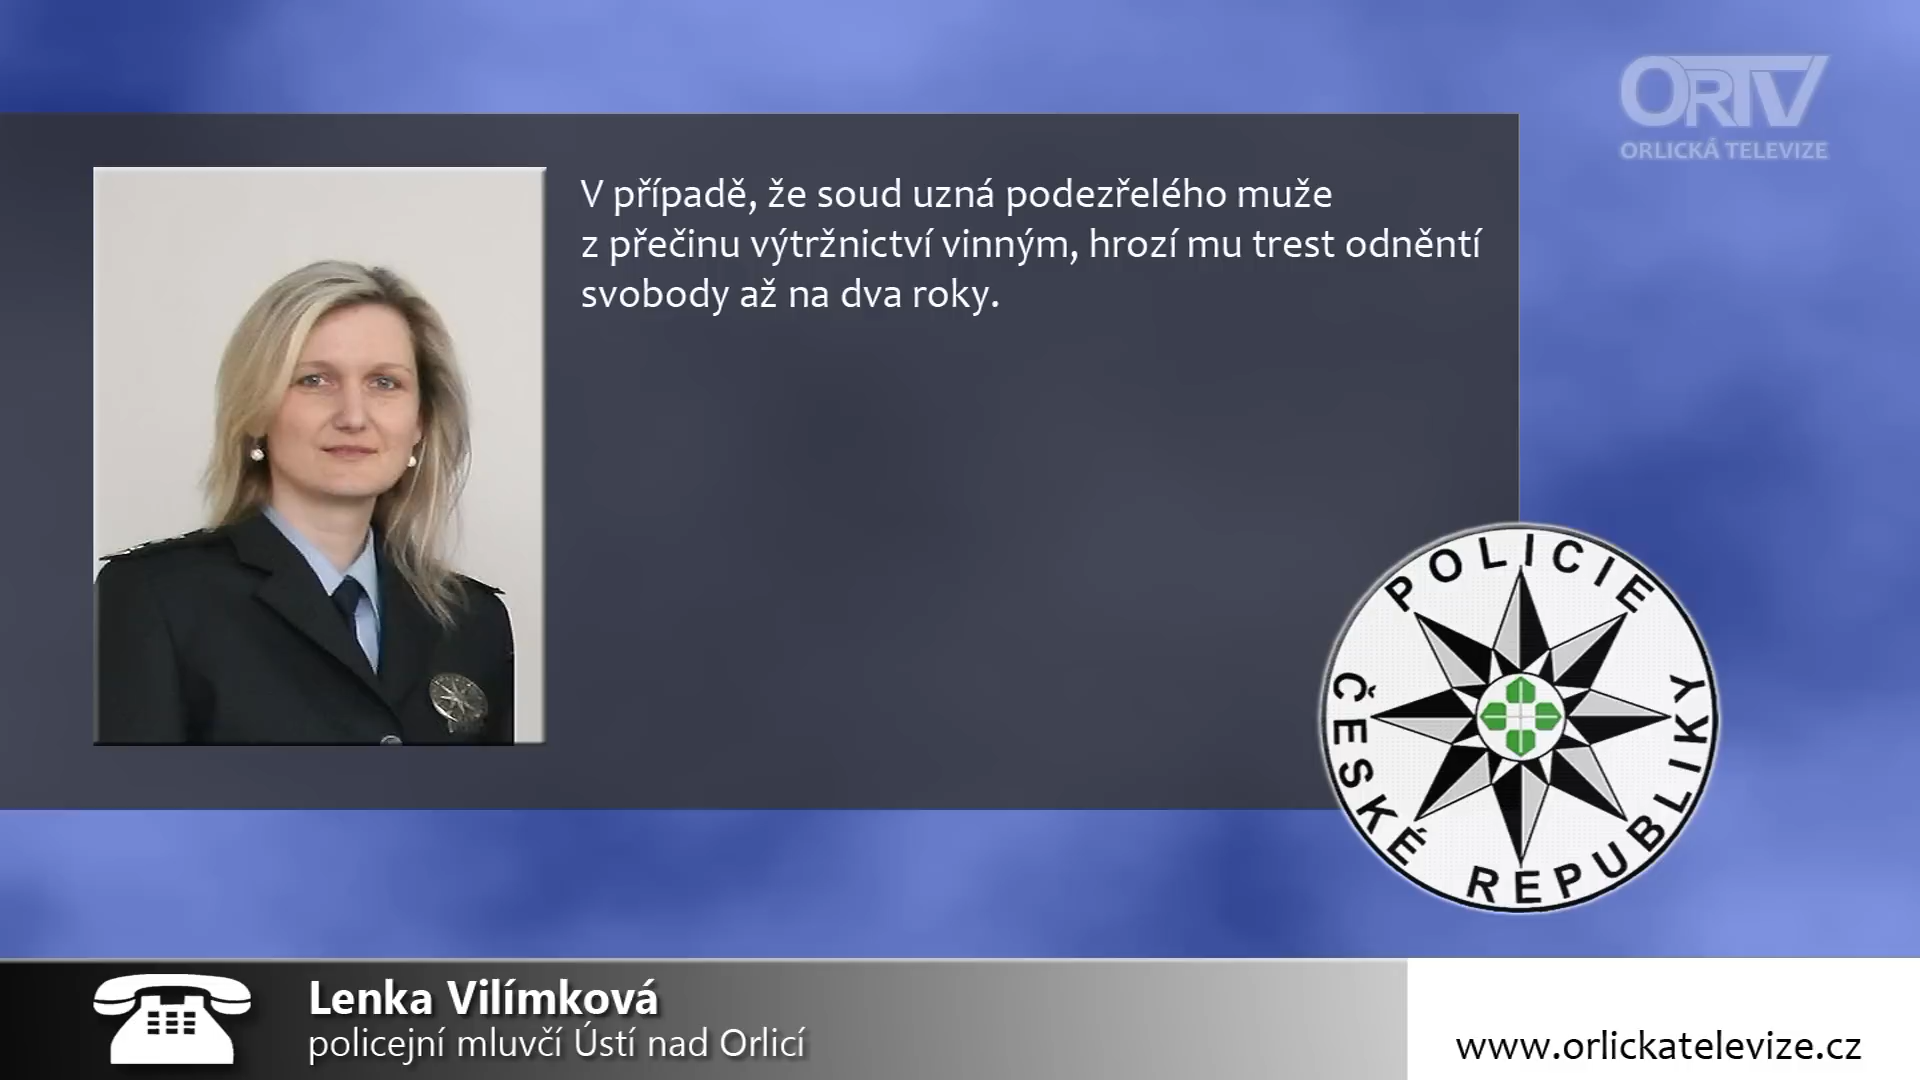 ORTV
ORLICKÁ TELEVIZE
V případě, že soud uzná podezřelého muže
z přečinu výtržnictví vinným, hrozí mu trest odněntí
svobody až na dva roky.
POLICIE
ČESKÉ REPUBLIKY
Lenka Vilímková
policejní mluvčí Ústí nad Orlicí
www.orlickatelevize.cz